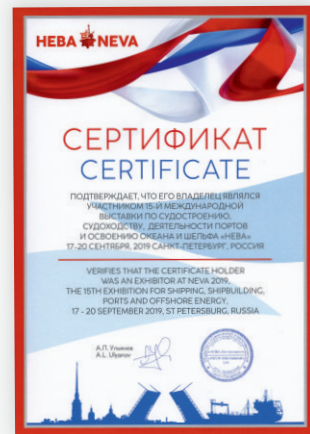 НЕВА NEVA
СЕРТИФИКАТ
CERTIFICATE
ПОДТВЕРЖДАЕТ, ЧТО ЕГО ВЛАДЕЛЕЦ ЯВЛЯЛСЯ
УЧАСТНИКОМ 15-Й МЕЖДУНАРОДНОЙ
ВЫСТАВКИ ПО СУДОСТРОЕНИЮ,
СУДОХОДСТВУ, ДЕЯТЕЛЬНОСТИ ПОРТОВ
И ОСВОЕНИЮ ОКЕАНА И ШЕЛЬФА «НЕВА»
17-20 СЕНТЯБРЯ, 2019 САНКТ-ПЕТЕРБУРГ, РОССИЯ
VERIFIES THAT THE CERTIFICATE HOLDER
WAS AN EXHIBITOR AT NEVA 2019,
THE 15TH EXHIBITION FOR SHIPPING, SHIPBUILDING,
PORTS AND OFFSHORE ENERGY,
17 - 20 SEPTEMBER 2019, ST PETERSBURG, RUSSIA
А.П. Ульянов
A.L. Ulyanov